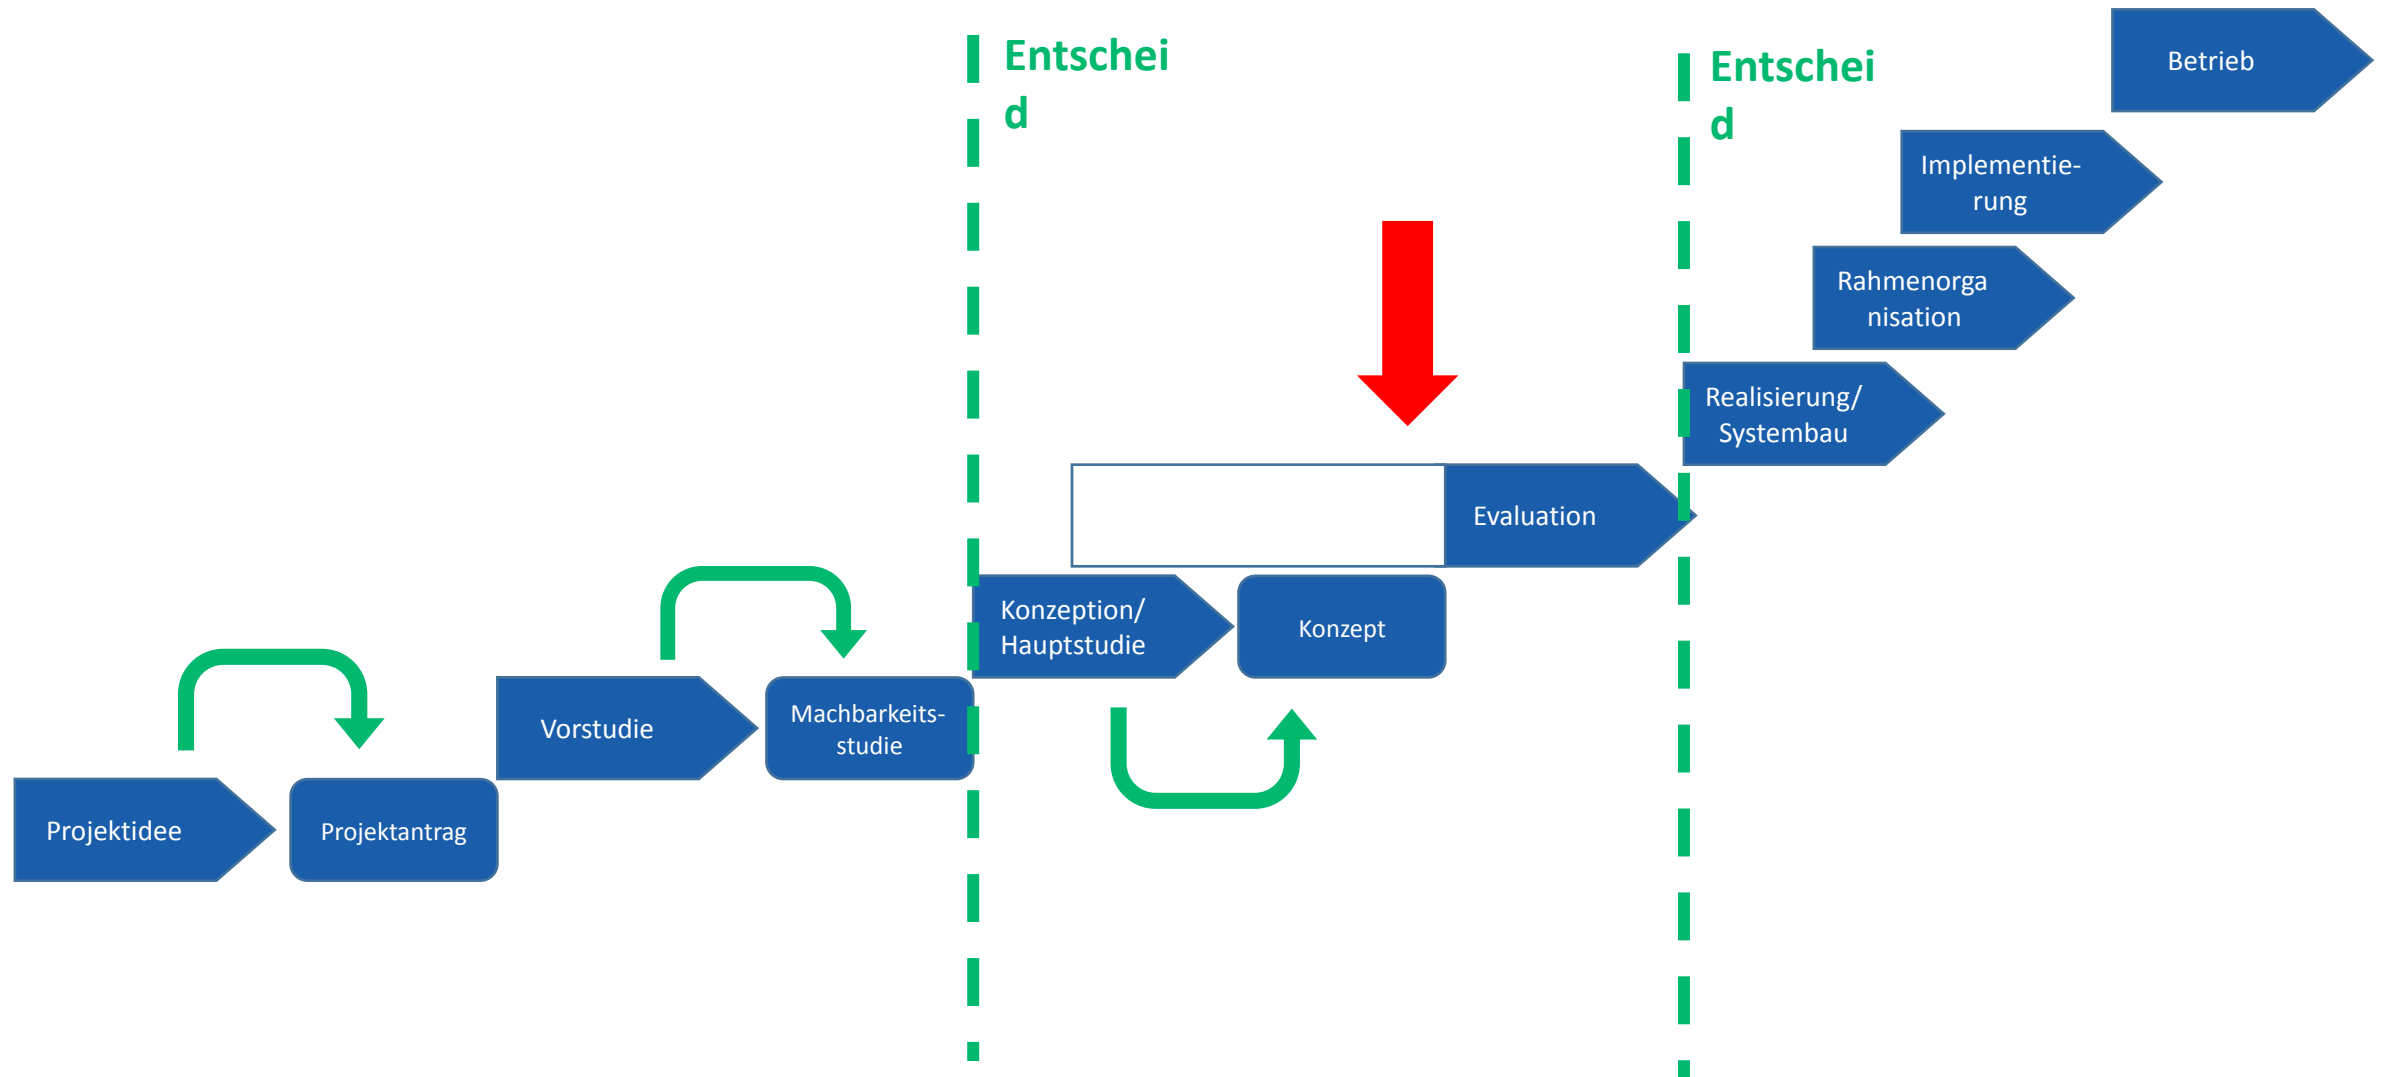 Entschei
d
Entschei
d
Betrieb
Implementie-
rung
Rahmenorga
nisation
Realisierung/
Systembau
Evaluation
Konzeption/
Hauptstudie
Konzept
Vorstudie
Machbarkeits-
studie
Projektidee
Projektantrag